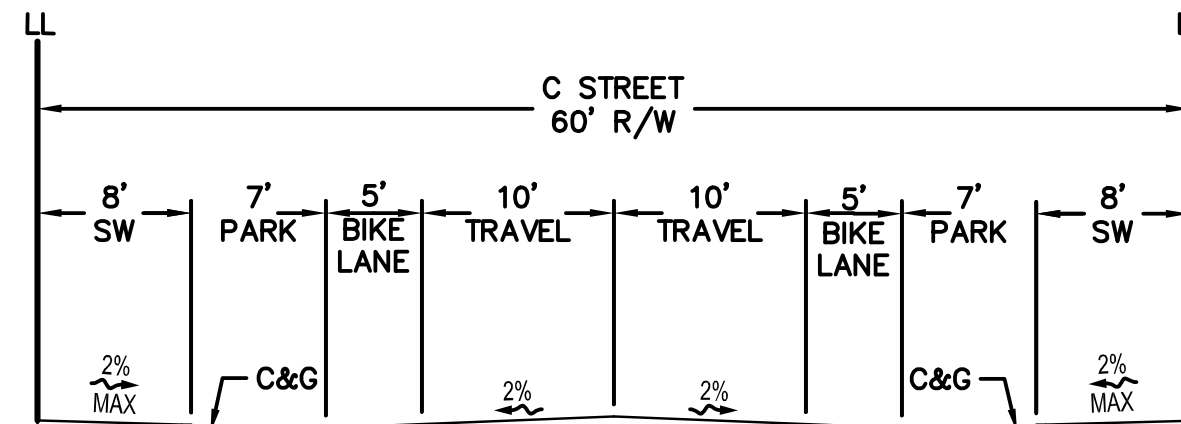 LL
C STREET
60' R/W
8'
SW
7'
PARK
5'
BIKE
LANE
10'
TRAVEL
10'
TRAVEL
5'
BIKE
LANE
7'
PARK
8'
SW
2%
MAX
C&G
2%
2%
C&G
2%
MAX